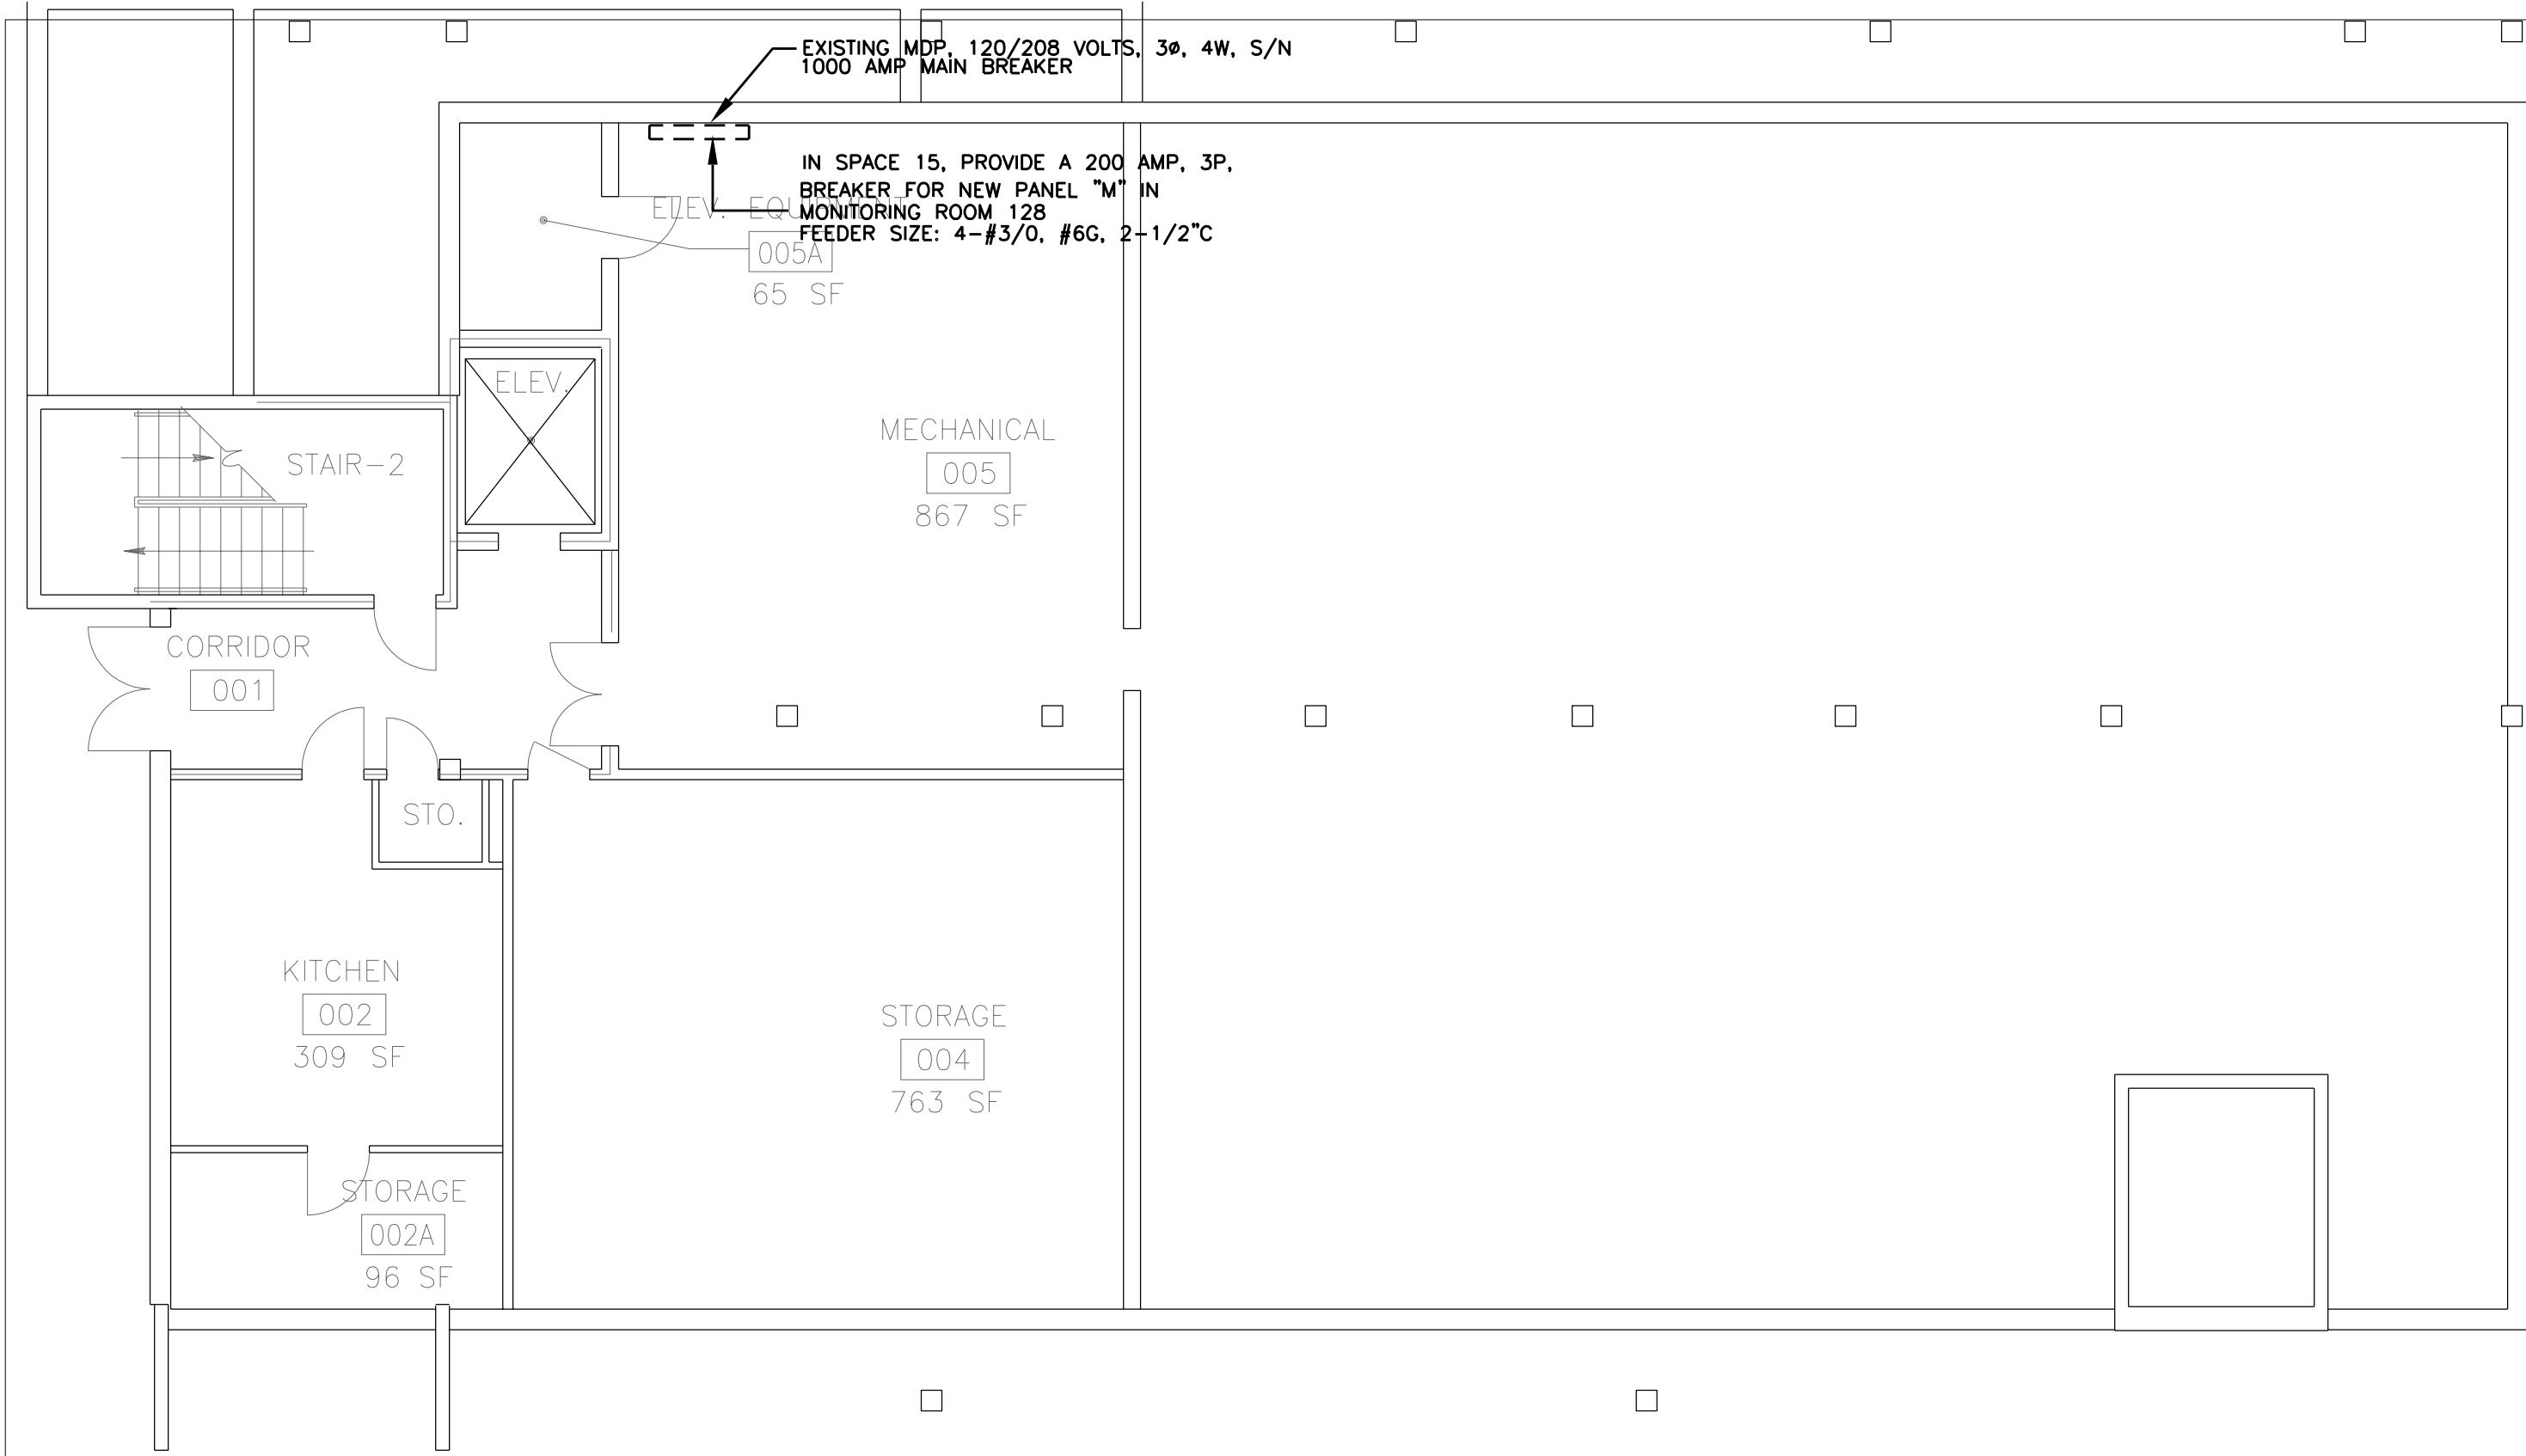 EXISTING MDP, 120/208 VOLTS, 3ø, 4W, S/N
1000 AMP MAIN BREAKER
IN SPACE 15, PROVIDE A 200 AMP, 3P,
BREAKER FOR NEW PANEL "M" IN
MONITORING ROOM 128
FEEDER SIZE: 4-#3/0, #6G, 2-1/2"C
ELEV. EQUIPMENT
005A
65 SF
ELEV.
MECHANICAL
005
867 SF
STAIR-2
CORRIDOR
001
STO.
KITCHEN
002
309 SF
STORAGE
004
763 SF
STORAGE
002A
96 SF